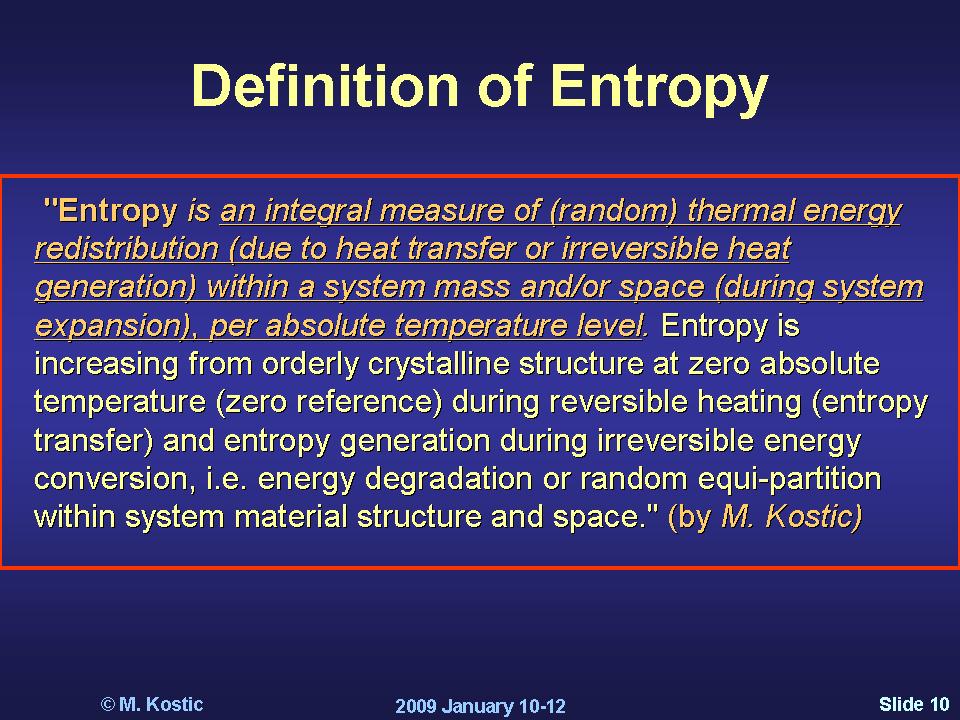 Definition of Entropy
"Entropy is an integral measure of (random) thermal energy
redistribution (due to heat transfer or irreversible heat
generation) within a system mass and/or space (during system
expansion), per absolute temperature level. Entropy is
increasing from orderly crystalline structure at zero absolute
temperature (zero reference) during reversible heating (entropy
transfer) and entropy generation during irreversible energy
conversion, i.e. energy degradation or random equi-partition
within system material structure and space." (by M. Kostic)
© M. Kostic
2009 January 10-12
Slide 10